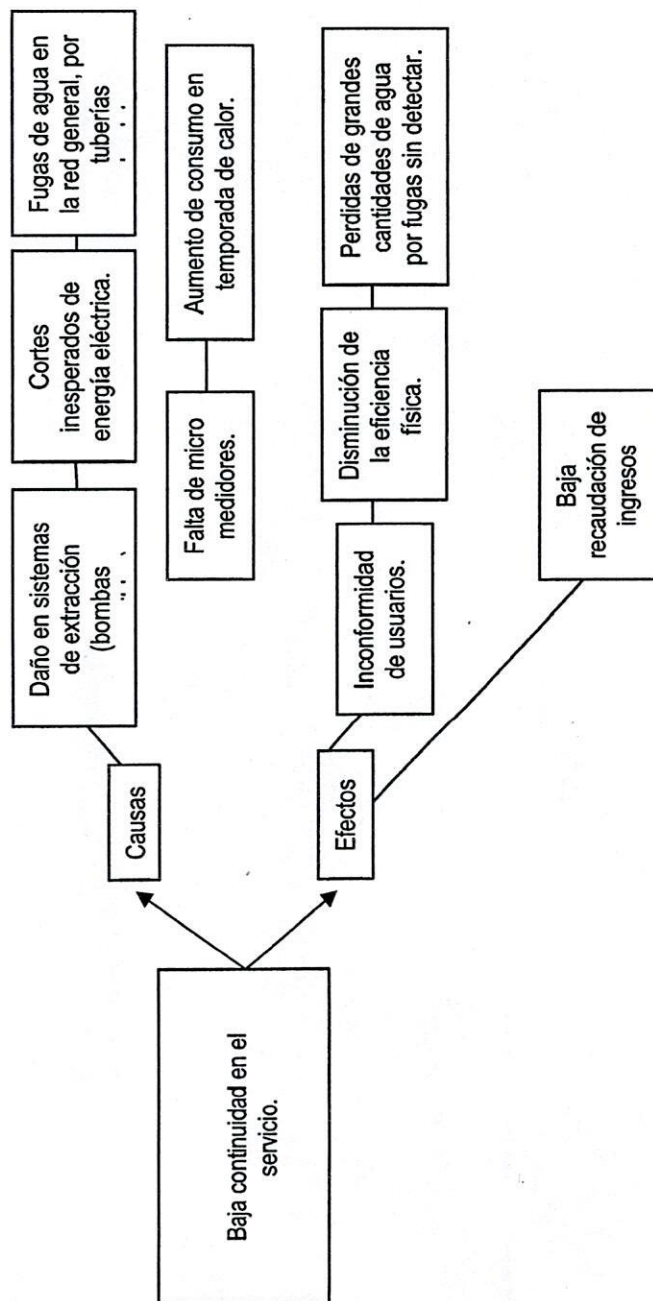 Baja continuidad en el
servicio.
Causas
Daño en sistemas
de extracción
(bombas
Cortes
inesperados de
energía eléctrica.
Fugas de agua en
la red general, por
tuberías
Falta de micro
medidores.
Aumento de consumo en
temporada de calor.
Efectos
Inconformidad
de usuarios.
Disminución de
la eficiencia
física.
Perdidas de grandes
cantidades de agua
por fugas sin detectar.
Baja
recaudación de
ingresos